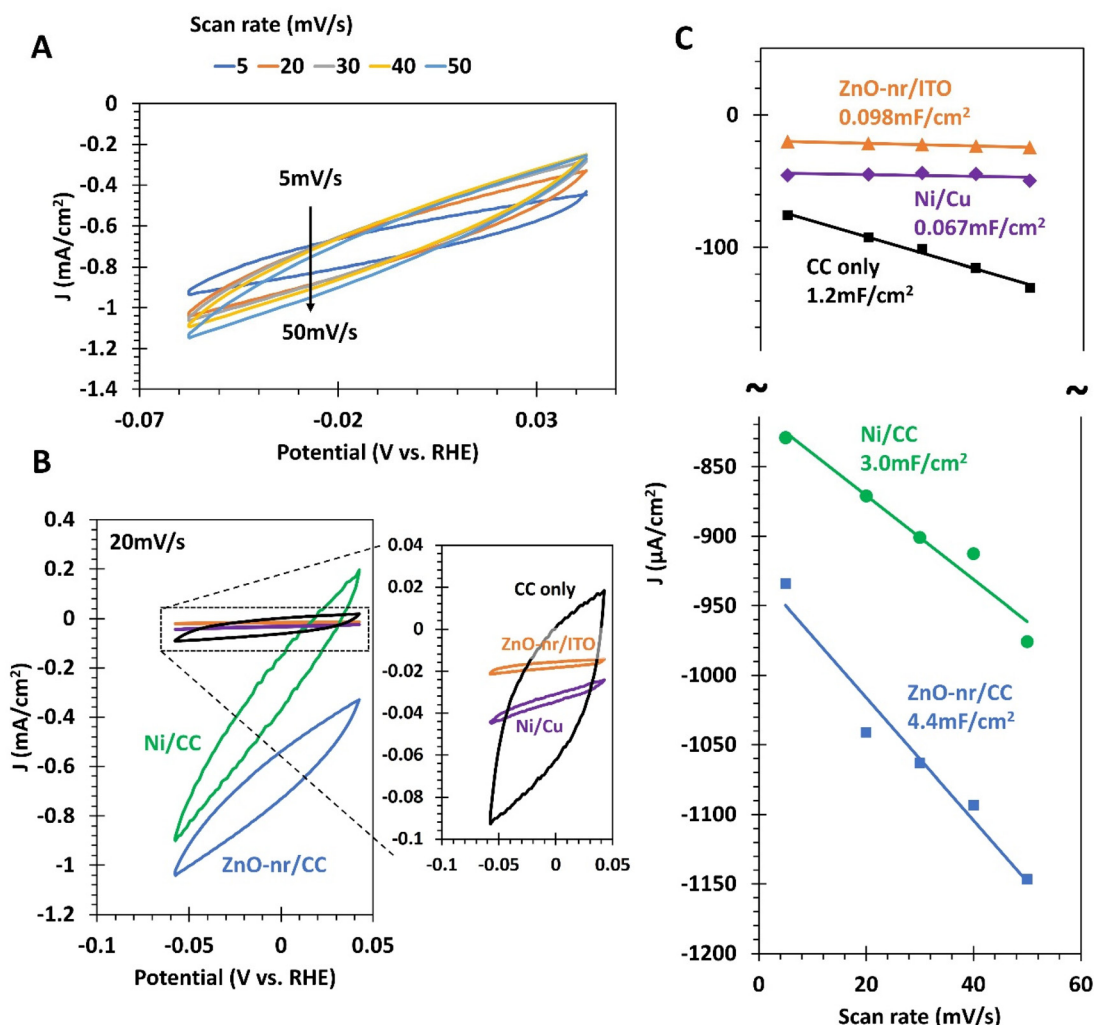 Scan rate (mV/s)
A
5 20 30 40 50
0
-0.2
-0.4
-0.6
-0.8
-1
-1.2
-1.4
J (mA/cm²)
5mV/s
50mV/s
-0.07 -0.02 0.03
Potential (V vs. RHE)
B
0.4
0.2
0
-0.2
-0.4
-0.6
-0.8
-1
-1.2
J (mA/cm²)
20mV/s
Ni/CC
ZnO-nr/CC
-0.1 -0.05 0 0.05
Potential (V vs. RHE)
0.04
0.02
0
-0.02
-0.04
-0.06
-0.08
-0.1
CC only
ZnO-nr/ITO
Ni/Cu
-0.1 -0.05 0 0.05
C
0
-100
ZnO-nr/ITO
0.098mF/cm²
Ni/Cu
0.067mF/cm²
CC only
1.2mF/cm²
~ ~
-850
-900
-950
-1000
-1050
-1100
-1150
-1200
J (µA/cm²)
Ni/CC
3.0mF/cm²
ZnO-nr/CC
4.4mF/cm²
0 20 40 60
Scan rate (mV/s)